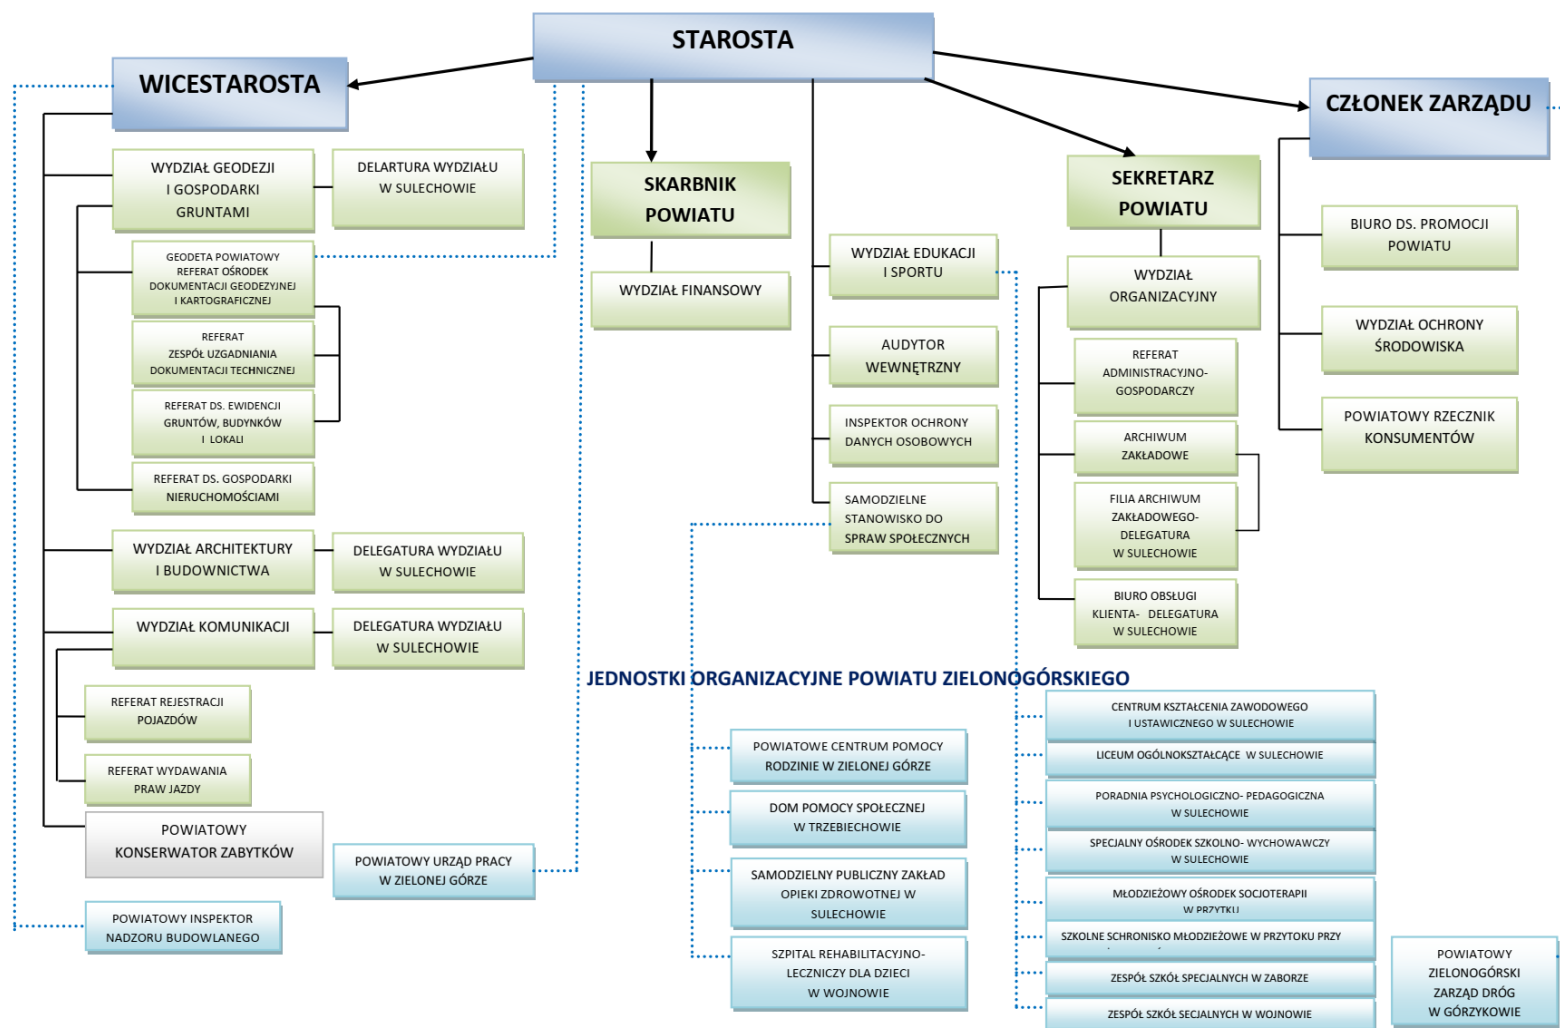 STAROSTA
WICESTAROSTA
CZŁONEK ZARZĄDU
WYDZIAŁ GEODEZJI
I GOSPODARKI
GRUNTAMI
DELARTURA WYDZIAŁU
W SULECHOWIE
GEODETA POWIATOWY
REFERAT OŚRODEK
DOKUMENTACJI GEODEZYJNEJ
I KARTOGRAFICZNEJ
REFERAT
ZESPÓŁ UZGADNIANIA
DOKUMENTACJI TECHNICZNEJ
REFERAT DS. EWIDENCJI
GRUNTÓW, BUDYNKÓW
I LOKALI
REFERAT DS. GOSPODARKI
NIERUCHOMOŚCIAMI
WYDZIAŁ ARCHITEKTURY
I BUDOWNICTWA
DELEGATURA WYDZIAŁU
W SULECHOWIE
WYDZIAŁ KOMUNIKACJI
DELEGATURA WYDZIAŁU
W SULECHOWIE
REFERAT REJESTRACJI
POJAZDÓW
REFERAT WYDAWANIA
PRAW JAZDY
POWIATOWY
KONSERWATOR ZABYTKÓW
POWIATOWY INSPEKTOR
NADZORU BUDOWLANEGO
POWIATOWY URZĄD PRACY
W ZIELONEJ GÓRZE
SKARBNIK
POWIATU
WYDZIAŁ FINANSOWY
WYDZIAŁ EDUKACJI
I SPORTU
AUDYTOR
WEWNĘTRZNY
INSPEKTOR OCHRONY
DANYCH OSOBOWYCH
SAMODZIELNE
STANOWISKO DO
SPRAW SPOŁECZNYCH
SEKRETARZ
POWIATU
WYDZIAŁ
ORGANIZACYJNY
REFERAT
ADMINISTRACYJNO-
GOSPODARCZY
ARCHIWUM
ZAKŁADOWE
FILIA ARCHIWUM
ZAKŁADOWEGO-
DELEGATURA
W SULECHOWIE
BIURO OBSŁUGI
KLIENTA- DELEGATURA
W SULECHOWIE
BIURO DS. PROMOCJI
POWIATU
WYDZIAŁ OCHRONY
ŚRODOWISKA
POWIATOWY RZECZNIK
KONSUMENTÓW
JEDNOSTKI ORGANIZACYJNE POWIATU ZIELONOGÓRSKIEGO
POWIATOWE CENTRUM POMOCY
RODZINIE W ZIELONEJ GÓRZE
DOM POMOCY SPOŁECZNEJ
W TRZEBIECHOWIE
SAMODZIELNY PUBLICZNY ZAKŁAD
OPIEKI ZDROWOTNEJ W
SULECHOWIE
SZPITAL REHABILITACYJNO-
LECZNICZY DLA DZIECI
W WOJNOWIE
CENTRUM KSZTAŁCENIA ZAWODOWEGO
I USTAWICZNEGO W SULECHOWIE
LICEUM OGÓLNOKSZTAŁCĄCE W SULECHOWIE
PORADNIA PSYCHOLOGICZNO- PEDAGOGICZNA
W SULECHOWIE
SPECJALNY OŚRODEK SZKOLNO- WYCHOWAWCZY
W SULECHOWIE
MŁODZIEŻOWY OŚRODEK SOCJOTERAPII
W PRZYTKU
SZKOLNE SCHRONISKO MŁODZIEŻOWE W PRZYTOKU PRZY
ZESPÓŁ SZKÓŁ SPECJALNYCH W ZABORZE
ZESPÓŁ SZKÓŁ SECJALNYCH W WOJNOWIE
POWIATOWY
ZIELONOGÓRSKI
ZARZĄD DRÓG
W GÓRZYKOWIE